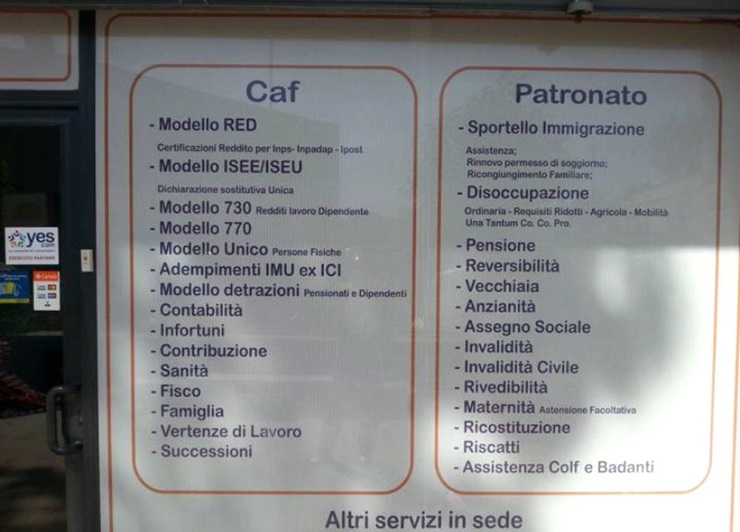 Caf
- Modello RED
Certificazioni Reddito per Inps- Inpadap - Ipost
- Modello ISEE/ISEU
Dichiarazione sostitutiva Unica
- Modello 730 Redditi lavoro Dipendente
- Modello 770
- Modello Unico Persone Fisiche
- Adempimenti IMU ex ICI
- Modello detrazioni Pensionati e Dipendenti
- Contabilità
- Infortuni
- Contribuzione
- Sanità
- Fisco
- Famiglia
- Vertenze di Lavoro
- Successioni
Patronato
- Sportello Immigrazione
Assistenza;
Rinnovo permesso di soggiorno;
Ricongiungimento Familiare;
- Disoccupazione
Ordinaria - Requisiti Ridotti - Agricola - Mobilità
Una Tantum Co. Co. Pro.
- Pensione
- Reversibilità
- Vecchiaia
- Anzianità
- Assegno Sociale
- Invalidità
- Invalidità Civile
- Rivedibilità
- Maternità Astensione Facoltativa
- Ricostituzione
- Riscatti
- Assistenza Colf e Badanti
Altri servizi in sede
yes